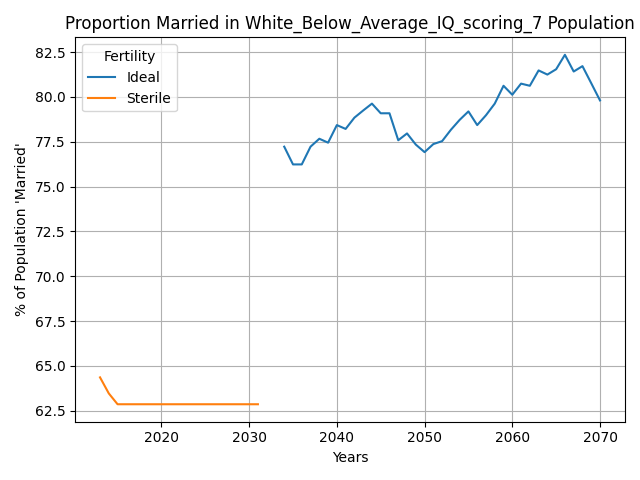 Proportion Married in White_Below_Average_IQ_scoring_7 Population
Fertility
Ideal
Sterile
% of Population 'Married'
82.5
80.0
77.5
75.0
72.5
70.0
67.5
65.0
62.5
2020
2030
2040
2050
2060
2070
Years